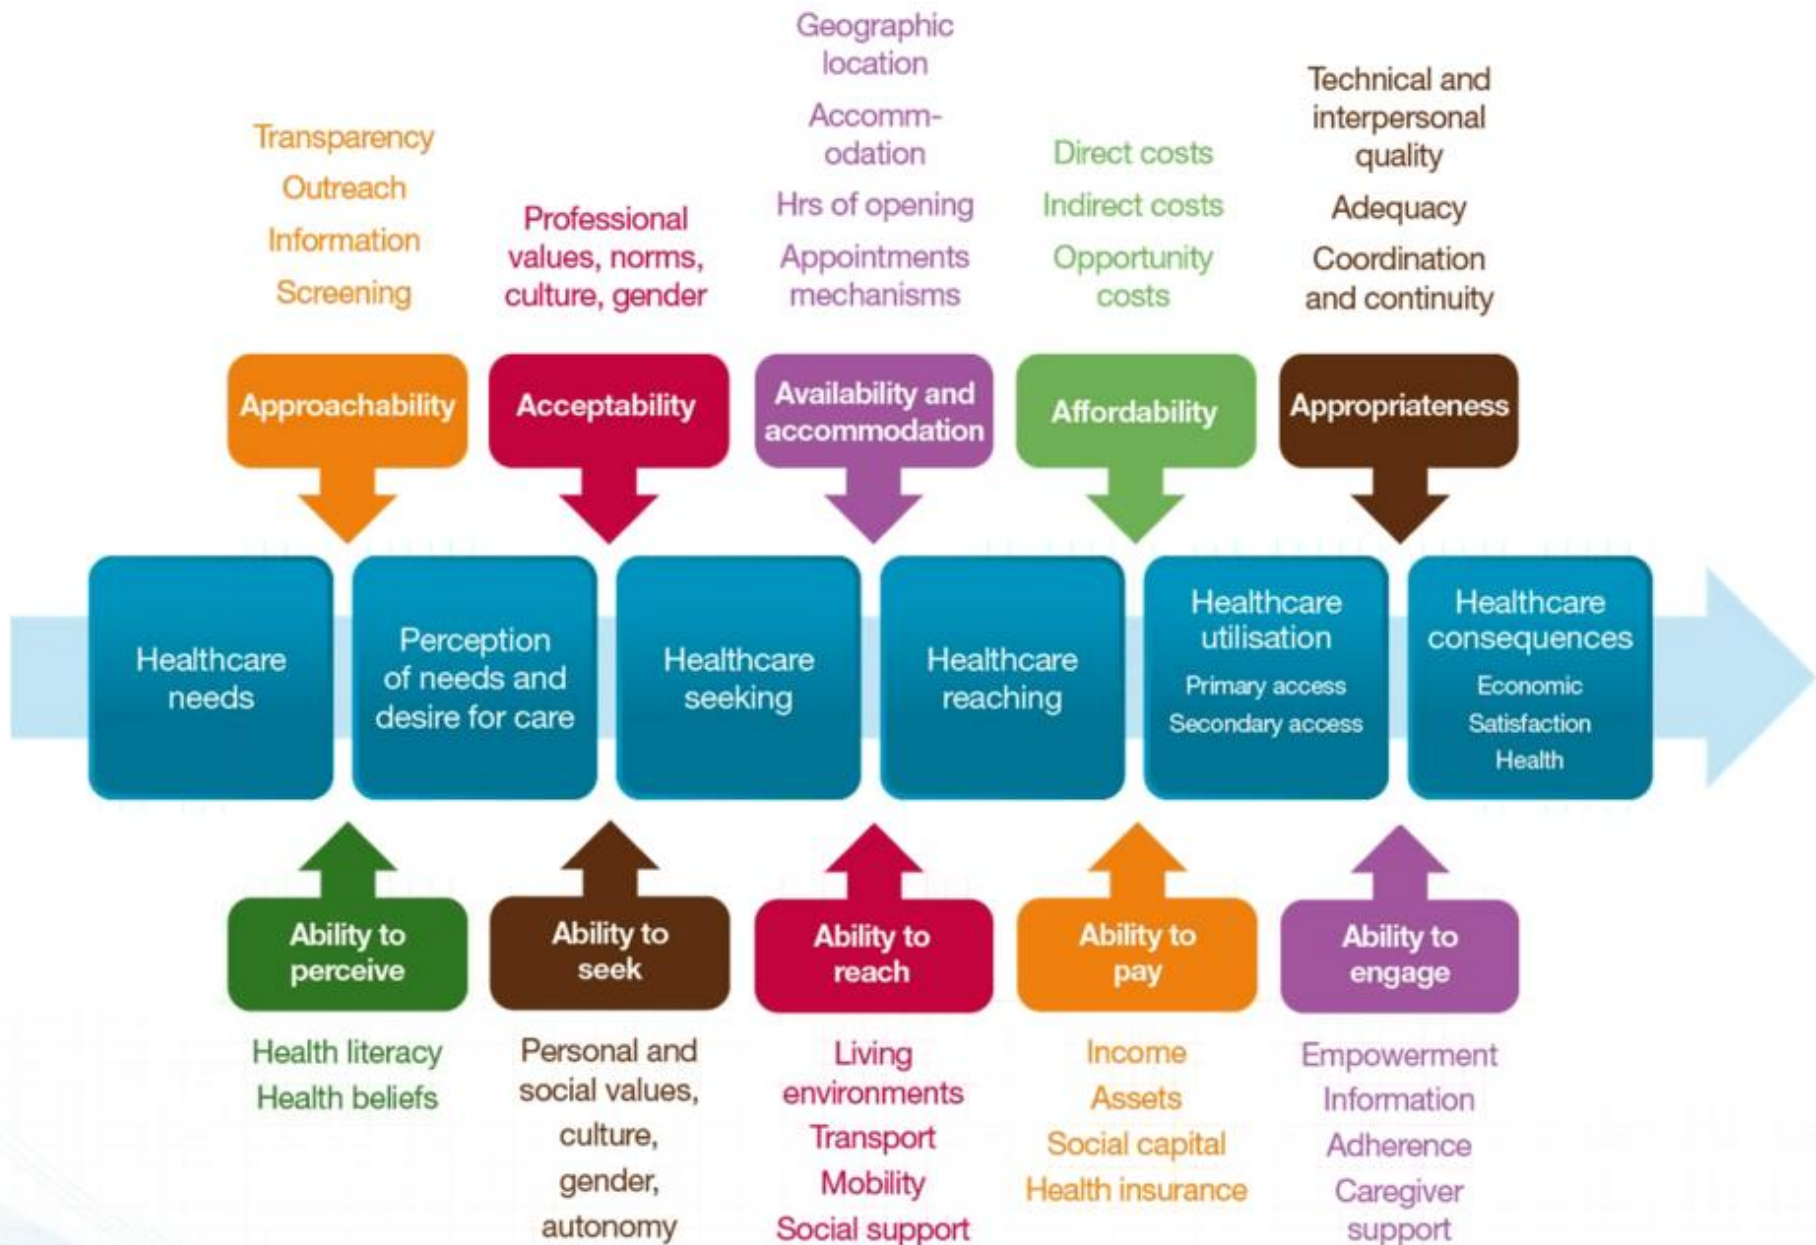 Transparency
Outreach
Information
Screening
Professional
values, norms,
culture, gender
Geographic
location
Accomm-
odation
Hrs of opening
Appointments
mechanisms
Direct costs
Indirect costs
Opportunity
costs
Technical and
interpersonal
quality
Adequacy
Coordination
and continuity
Approachability
Acceptability
Availability and
accommodation
Affordability
Appropriateness
Healthcare
needs
Perception
of needs and
desire for care
Healthcare
seeking
Healthcare
reaching
Healthcare
utilisation
Primary access
Secondary access
Healthcare
consequences
Economic
Satisfaction
Health
Ability to
perceive
Ability to
seek
Ability to
reach
Ability to
pay
Ability to
engage
Health literacy
Health beliefs
Personal and
social values,
culture,
gender,
autonomy
Living
environments
Transport
Mobility
Social support
Income
Assets
Social capital
Health insurance
Empowerment
Information
Adherence
Caregiver
support